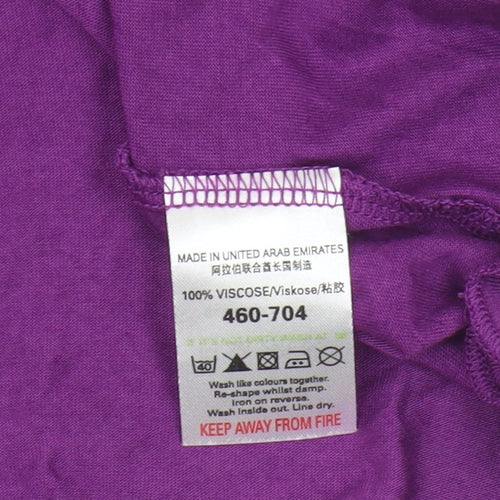 MADE IN UNITED ARAB EMIRATES
阿拉伯联合酋长国制造
100% VISCOSE/Viskose/粘胶
460-704
40
Wash like colours together.
Re-shape whilst damp.
Iron on reverse.
Wash inside out. Line dry.
KEEP AWAY FROM FIRE